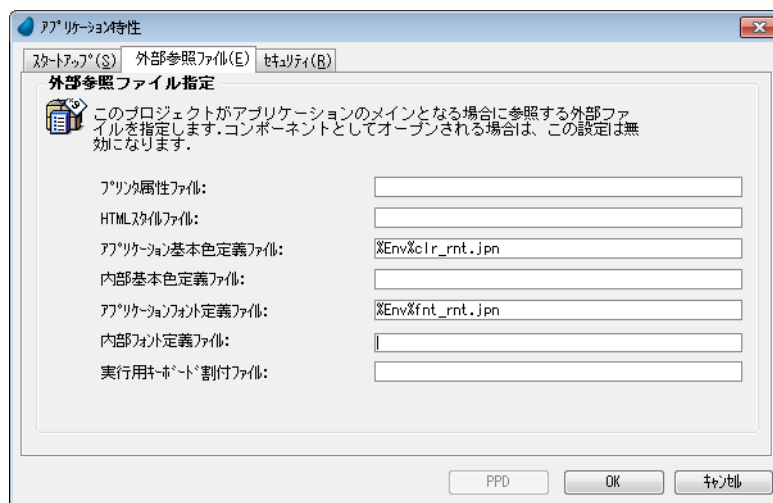 ｱﾌﾟﾘｹｰｼｮﾝ特性
ｽﾀｰﾄｱｯﾌﾟ(S) 外部参照ﾌｧｲﾙ(E) ｾｷｭﾘﾃｨ(R)
外部参照ファイル指定
このプロジェクトがアプリケーションのメインとなる場合に参照する外部ファ
イルを指定します.コンポーネントとしてオープンされる場合は、この設定は無
効になります.
ﾌﾟﾘﾝﾀ属性ﾌｧｲﾙ:
HTMLｽﾀｲﾙﾌｧｲﾙ:
ｱﾌﾟﾘｹｰｼｮﾝ基本色定義ﾌｧｲﾙ: %Env%clr_rnt.jpn
内部基本色定義ﾌｧｲﾙ:
ｱﾌﾟﾘｹｰｼｮﾝﾌｫﾝﾄ定義ﾌｧｲﾙ: %Env%fnt_rnt.jpn
内部ﾌｫﾝﾄ定義ﾌｧｲﾙ:
実行用ｷｰﾎﾞｰﾄﾞ割付ﾌｧｲﾙ:
PPD OK ｷｬﾝｾﾙ